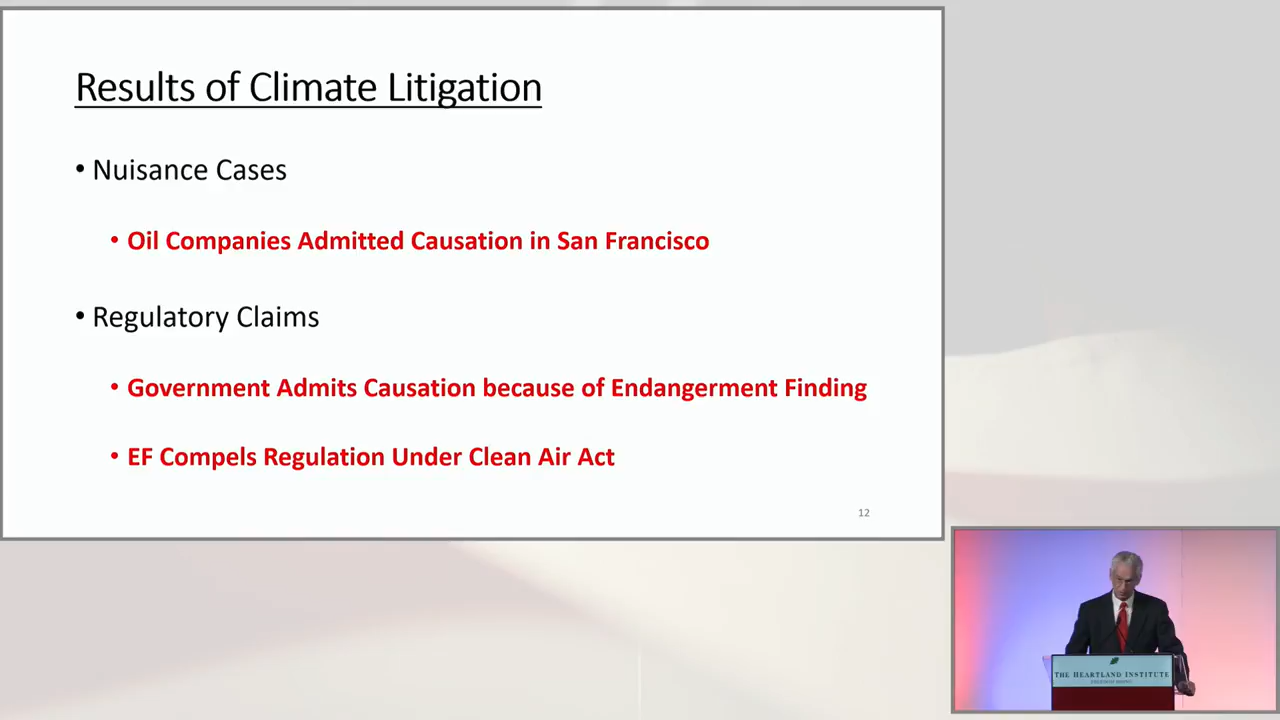 Results of Climate Litigation
• Nuisance Cases
• Oil Companies Admitted Causation in San Francisco
• Regulatory Claims
• Government Admits Causation because of Endangerment Finding
• EF Compels Regulation Under Clean Air Act
12
THE HEARTLAND INSTITUTE